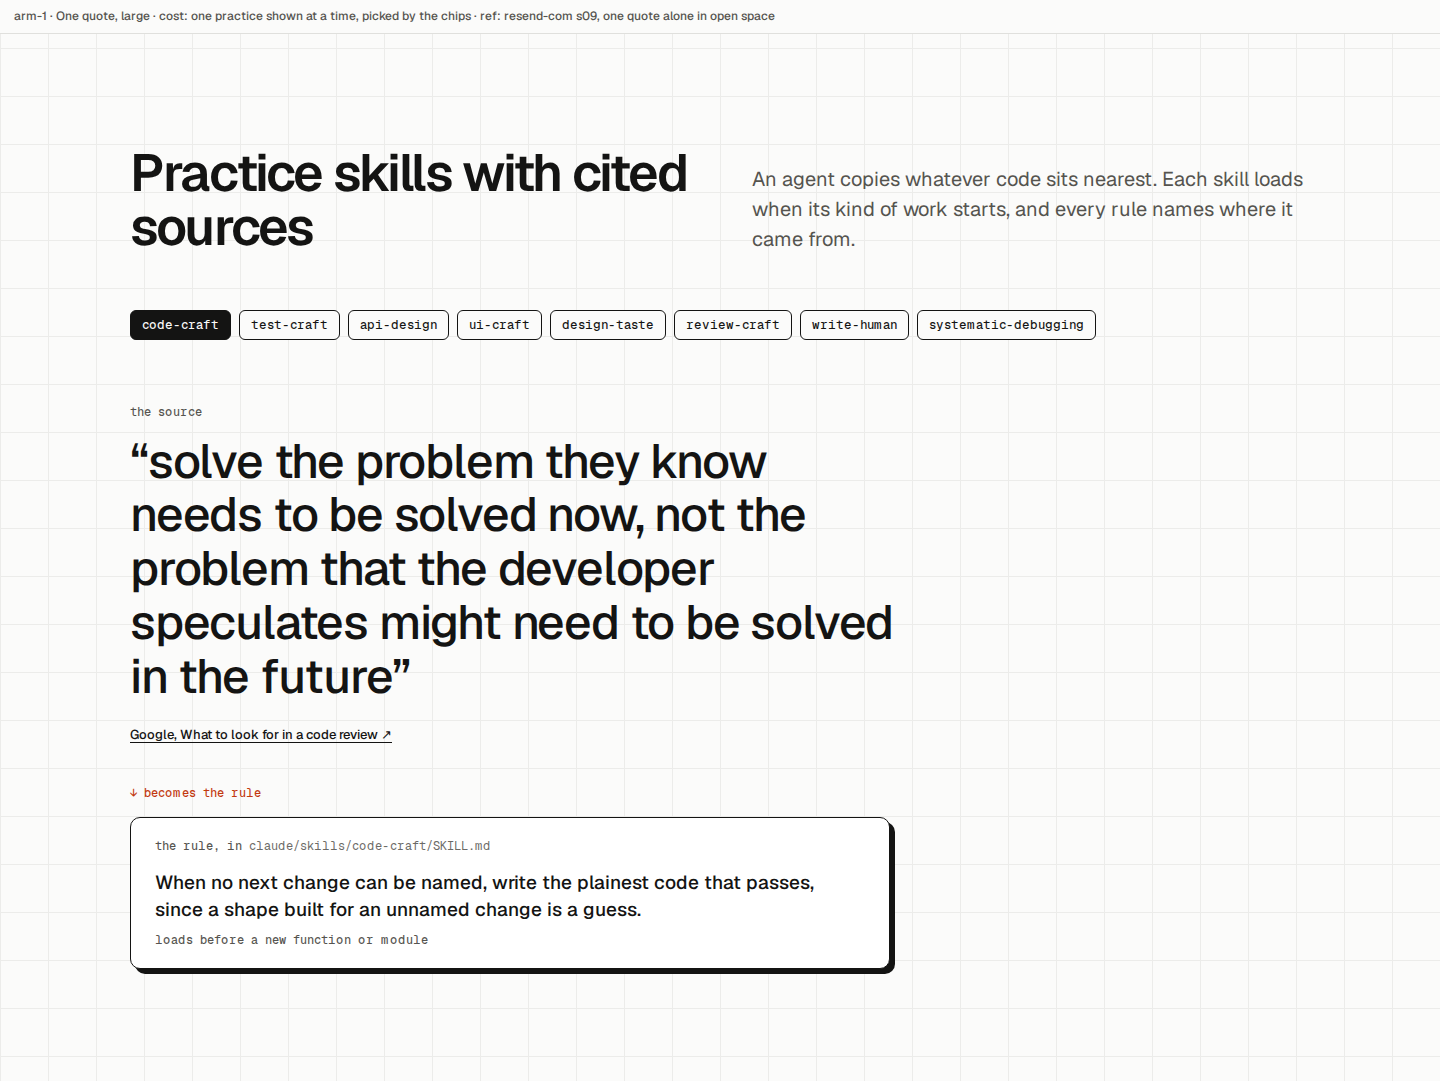 arm-1 · One quote, large · cost: one practice shown at a time, picked by the chips · ref: resend-com s09, one quote alone in open space
Practice skills with cited
sources
An agent copies whatever code sits nearest. Each skill loads
when its kind of work starts, and every rule names where it
came from.
code-craft test-craft api-design ui-craft design-taste review-craft write-human systematic-debugging
the source
“solve the problem they know
needs to be solved now, not the
problem that the developer
speculates might need to be solved
in the future”
Google, What to look for in a code review ↗
↓ becomes the rule
the rule, in claude/skills/code-craft/SKILL.md
When no next change can be named, write the plainest code that passes,
since a shape built for an unnamed change is a guess.
loads before a new function or module